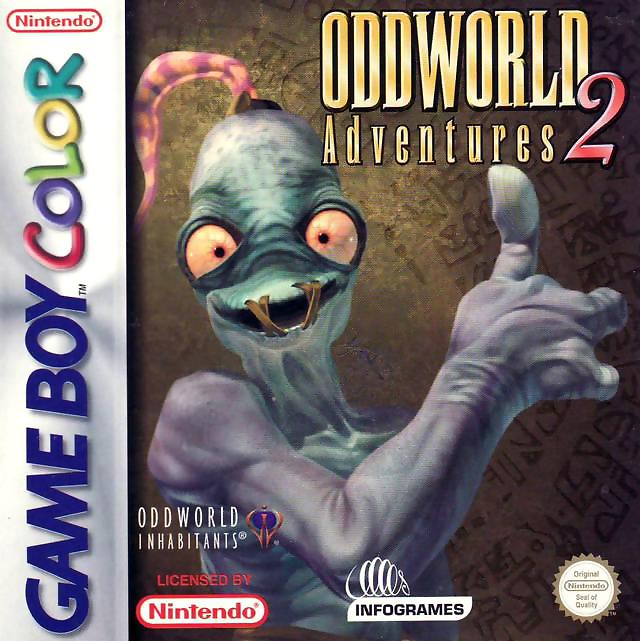 Nintendo
GAME BOY COLOR
TM
ODDWORLD
Adventures 2
ODDWORLD
INHABITANTS®
LICENSED BY
Nintendo®
INFOGRAMES
Original
Nintendo
Seal of
Quality